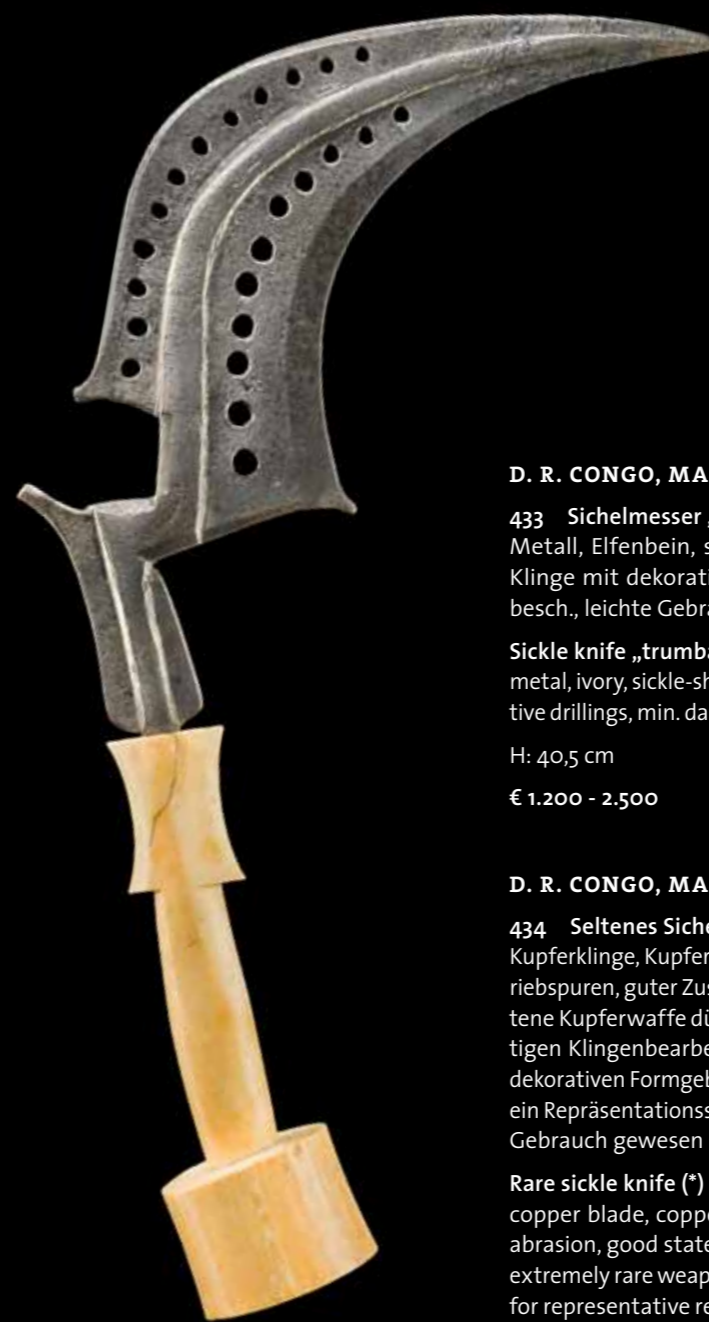 D. R. CONGO, MA
433 Sichelmesser „
Metall, Elfenbein, s
Klinge mit dekorati
besch., leichte Gebra
Sickle knife „trumba
metal, ivory, sickle-sh
tive drillings, min. da
H: 40,5 cm
€ 1.200 - 2.500
D. R. CONGO, MA
434 Seltenes Siche
Kupferklinge, Kupfer
riebspuren, guter Zus
tene Kupferwaffe dü
tigen Klingenbearbe
dekorativen Formgeb
ein Repräsentationss
Gebrauch gewesen
Rare sickle knife (*)
copper blade, coppe
abrasion, good state
extremely rare weap
for representative re